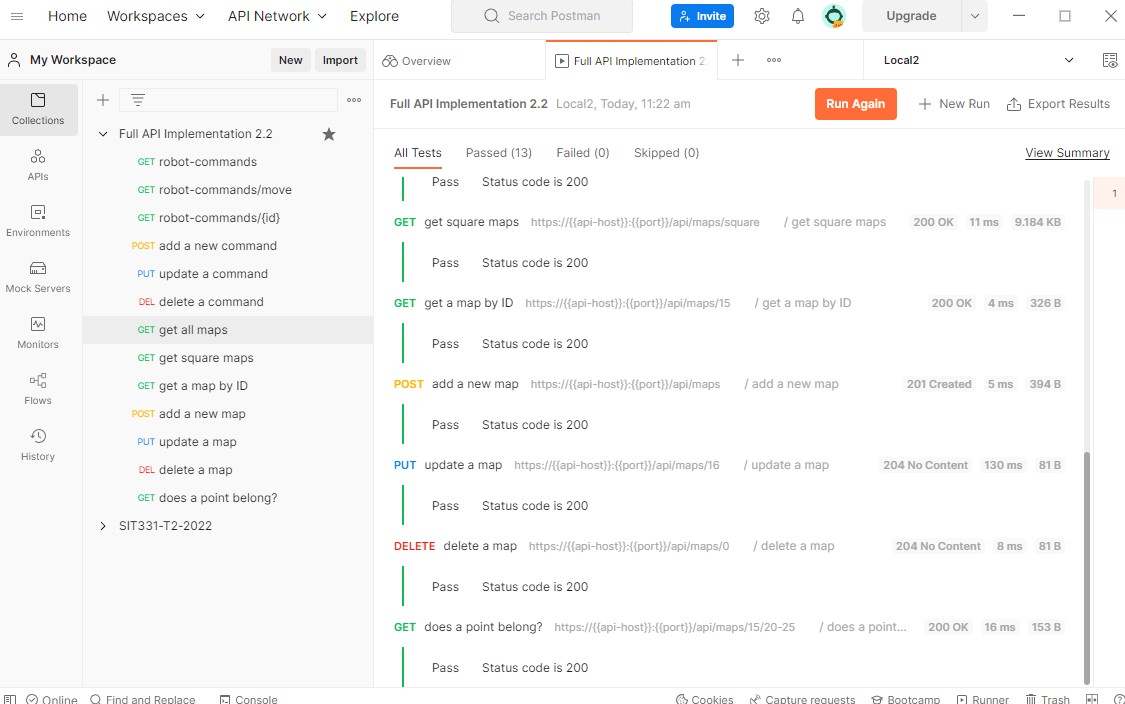 Home Workspaces API Network Explore Search Postman Invite Upgrade
My Workspace New Import Overview Full API Implementation 2. Local2
Collections
APIs
Environments
Mock Servers
Monitors
Flows
History
Full API Implementation 2.2
GET robot-commands
GET robot-commands/move
GET robot-commands/{id}
POST add a new command
PUT update a command
DEL delete a command
GET get all maps
GET get square maps
GET get a map by ID
POST add a new map
PUT update a map
DEL delete a map
GET does a point belong?
SIT331-T2-2022
Full API Implementation 2.2 Local2, Today, 11:22 am Run Again New Run Export Results
All Tests Passed (13) Failed (0) Skipped (0) View Summary
Pass Status code is 200
1
GET get square maps https://{{api-host}}:{{port}}/api/maps/square / get square maps 200 OK 11 ms 9.184 KB
Pass Status code is 200
GET get a map by ID https://{{api-host}}:{{port}}/api/maps/15 / get a map by ID 200 OK 4 ms 326 B
Pass Status code is 200
POST add a new map https://{{api-host}}:{{port}}/api/maps / add a new map 201 Created 5 ms 394 B
Pass Status code is 200
PUT update a map https://{{api-host}}:{{port}}/api/maps/16 / update a map 204 No Content 130 ms 81 B
Pass Status code is 200
DELETE delete a map https://{{api-host}}:{{port}}/api/maps/0 / delete a map 204 No Content 8 ms 81 B
Pass Status code is 200
GET does a point belong? https://{{api-host}}:{{port}}/api/maps/15/20-25 / does a point... 200 OK 16 ms 153 B
Pass Status code is 200
Online Find and Replace Console Cookies Capture requests Bootcamp Runner Trash